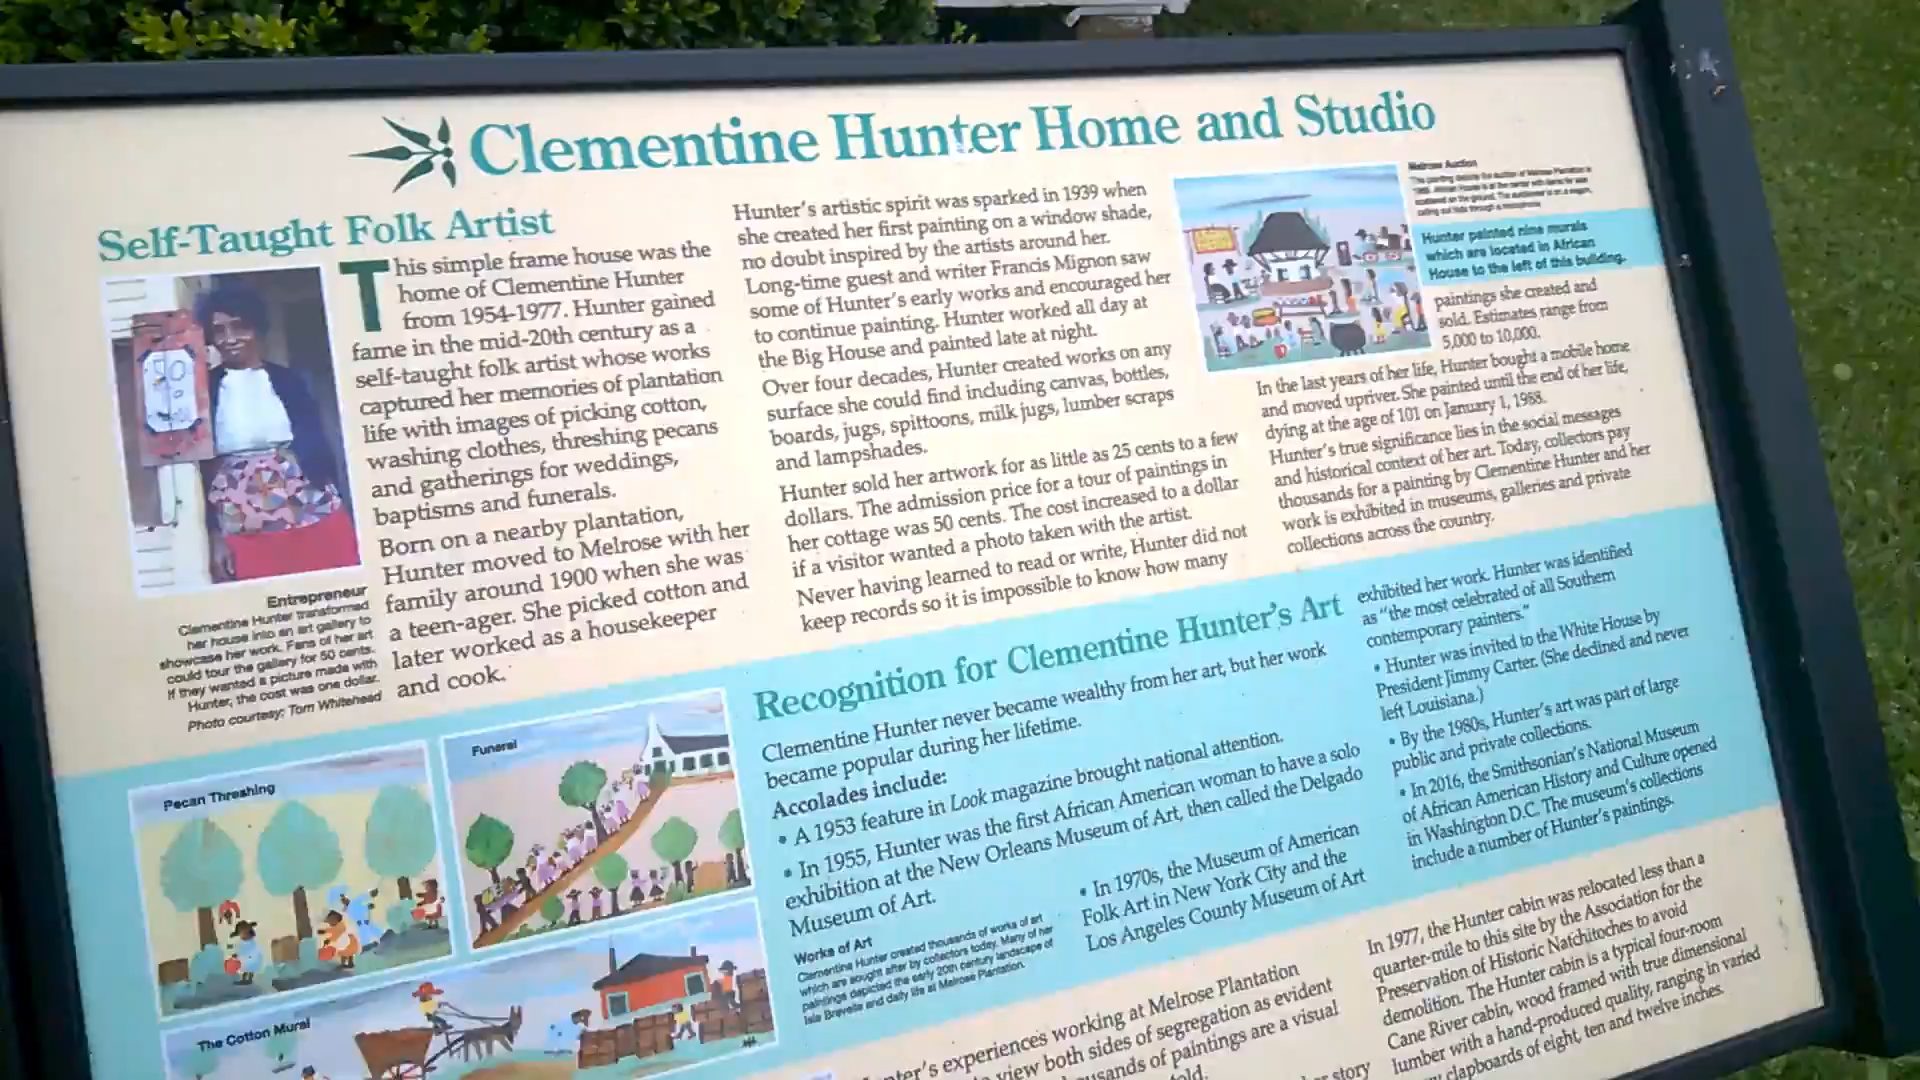 Clementine Hunter Home and Studio
Self-Taught Folk Artist
This simple frame house was the
home of Clementine Hunter
from 1954-1977. Hunter gained
fame in the mid-20th century as a
self-taught folk artist whose works
captured her memories of plantation
life with images of picking cotton,
washing clothes, threshing pecans
and gatherings for weddings,
baptisms and funerals.
Born on a nearby plantation,
Hunter moved to Melrose with her
family around 1900 when she was
a teen-ager. She picked cotton and
later worked as a housekeeper
and cook.
Entrepreneur
Clementine Hunter transformed
her house into an art gallery to
showcase her work. Fans of her art
could tour the gallery for 50 cents.
If they wanted a picture made with
Hunter, the cost was one dollar.
Photo courtesy: Tom Whitehead
Hunter's artistic spirit was sparked in 1939 when
she created her first painting on a window shade,
no doubt inspired by the artists around her.
Long-time guest and writer Francis Mignon saw
some of Hunter's early works and encouraged her
to continue painting. Hunter worked all day at
the Big House and painted late at night.
Over four decades, Hunter created works on any
surface she could find including canvas, bottles,
boards, jugs, spittoons, milk jugs, lumber scraps
and lampshades.
Hunter sold her artwork for as little as 25 cents to a few
dollars. The admission price for a tour of paintings in
her cottage was 50 cents. The cost increased to a dollar
if a visitor wanted a photo taken with the artist.
Never having learned to read or write, Hunter did not
keep records so it is impossible to know how many
Melrose Auction
Hunter painted nine murals
which are located in African
House to the left of this building.
paintings she created and
sold. Estimates range from
5,000 to 10,000.
In the last years of her life, Hunter bought a mobile home
and moved upriver. She painted until the end of her life,
dying at the age of 101 on January 1, 1988.
Hunter's true significance lies in the social messages
and historical context of her art. Today, collectors pay
thousands for a painting by Clementine Hunter and her
work is exhibited in museums, galleries and private
collections across the country.
Pecan Threshing
Funeral
The Cotton Mural
Recognition for Clementine Hunter's Art
Clementine Hunter never became wealthy from her art, but her work
became popular during her lifetime.
Accolades include:
• A 1953 feature in Look magazine brought national attention.
• In 1955, Hunter was the first African American woman to have a solo
exhibition at the New Orleans Museum of Art, then called the Delgado
Museum of Art.
Works of Art
Clementine Hunter created thousands of works of art
which are sought after by collectors today. Many of her
paintings depicted the early 20th century landscape of
Isle Brevelle and daily life at Melrose Plantation.
• In 1970s, the Museum of American
Folk Art in New York City and the
Los Angeles County Museum of Art
exhibited her work. Hunter was identified
as "the most celebrated of all Southern
contemporary painters."
• Hunter was invited to the White House by
President Jimmy Carter. (She declined and never
left Louisiana.)
• By the 1980s, Hunter's art was part of large
public and private collections.
• In 2016, the Smithsonian's National Museum
of African American History and Culture opened
in Washington D.C. The museum's collections
include a number of Hunter's paintings.
experiences working at Melrose Plantation
view both sides of segregation as evident
of paintings are a visual
story
In 1977, the Hunter cabin was relocated less than a
quarter-mile to this site by the Association for the
Preservation of Historic Natchitoches to avoid
demolition. The Hunter cabin is a typical four-room
Cane River cabin, wood framed with true dimensional
lumber with a hand-produced quality, ranging in varied
clapboards of eight, ten and twelve inches.